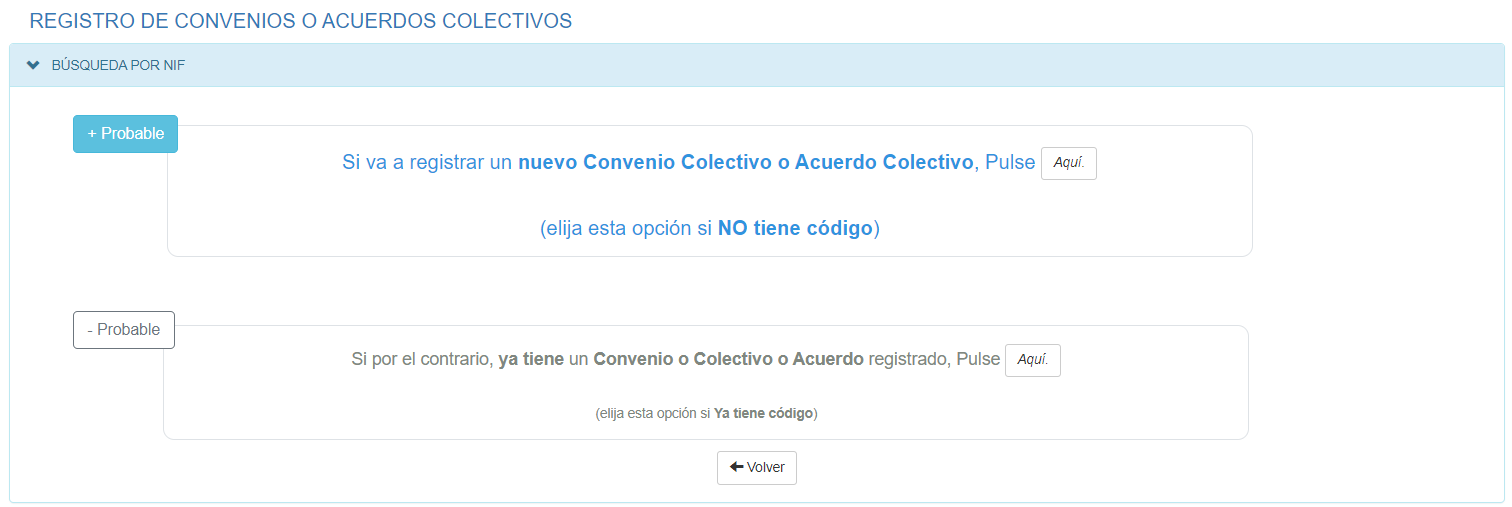 REGISTRO DE CONVENIOS O ACUERDOS COLECTIVOS
BÚSQUEDA POR NIF
+ Probable
Si va a registrar un nuevo Convenio Colectivo o Acuerdo Colectivo, Pulse Aquí.
(elija esta opción si NO tiene código)
- Probable
Si por el contrario, ya tiene un Convenio o Colectivo o Acuerdo registrado, Pulse Aquí.
(elija esta opción si Ya tiene código)
Volver